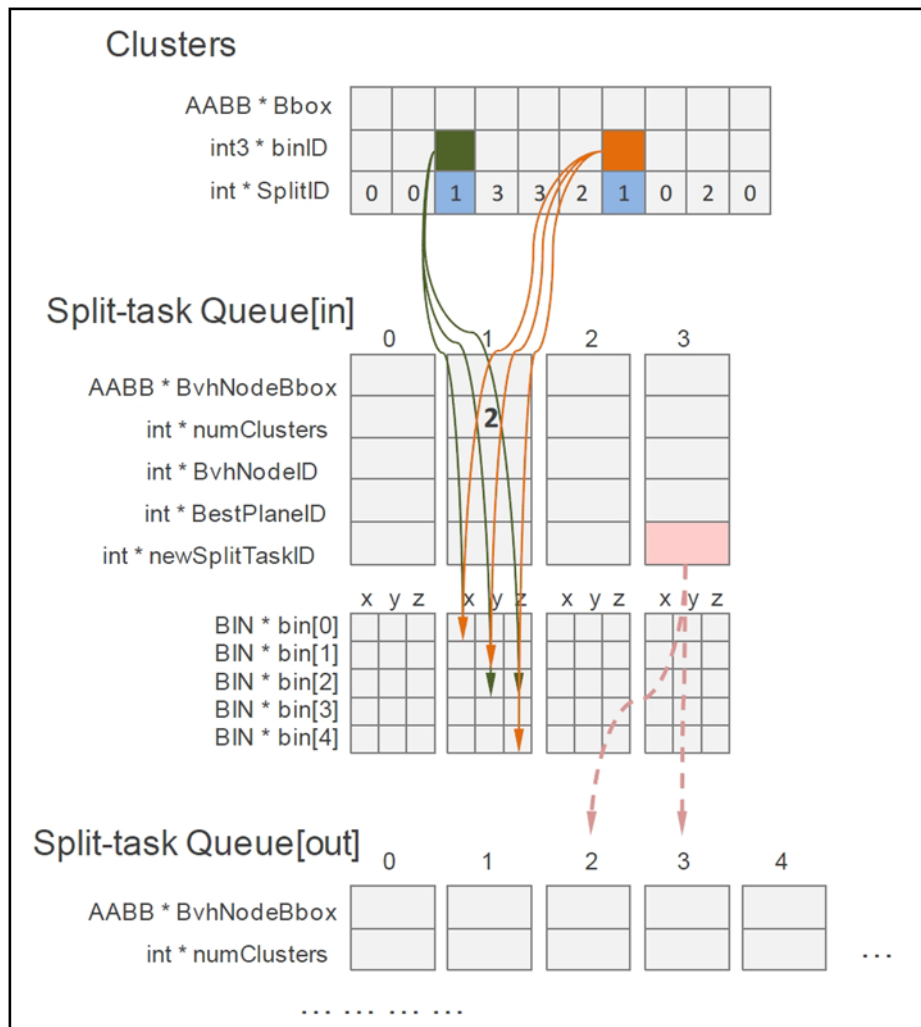 Clusters
AABB * Bbox
int3 * binID
int * SplitID 0 0 1 3 3 2 1 0 2 0
Split-task Queue[in]
0 1 2 3
AABB * BvhNodeBbox
int * numClusters 2
int * BvhNodeID
int * BestPlaneID
int * newSplitTaskID
x y z x y z x y z x y z
BIN * bin[0]
BIN * bin[1]
BIN * bin[2]
BIN * bin[3]
BIN * bin[4]
Split-task Queue[out]
0 1 2 3 4
AABB * BvhNodeBbox
int * numClusters ...
... ... ... ...